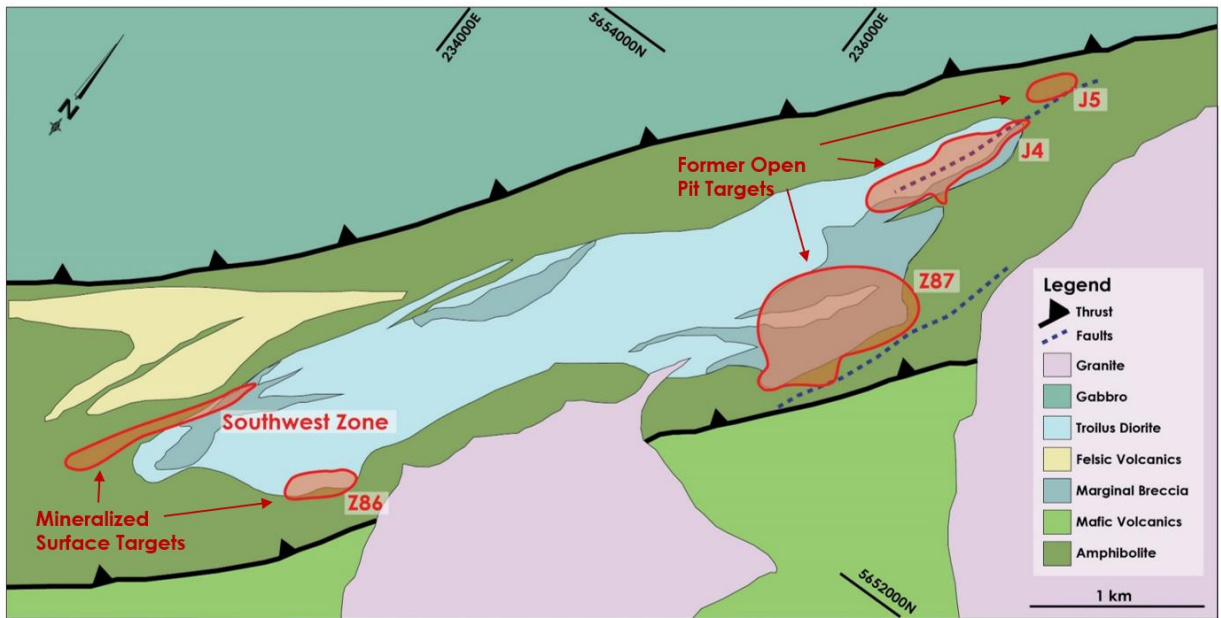 234000E
5654000N
236000E
N
J5
J4
Former Open
Pit Targets
Z87
Southwest Zone
Z86
Mineralized
Surface Targets
5652000N
Legend
Thrust
Faults
Granite
Gabbro
Troilus Diorite
Felsic Volcanics
Marginal Breccia
Mafic Volcanics
Amphibolite
1 km